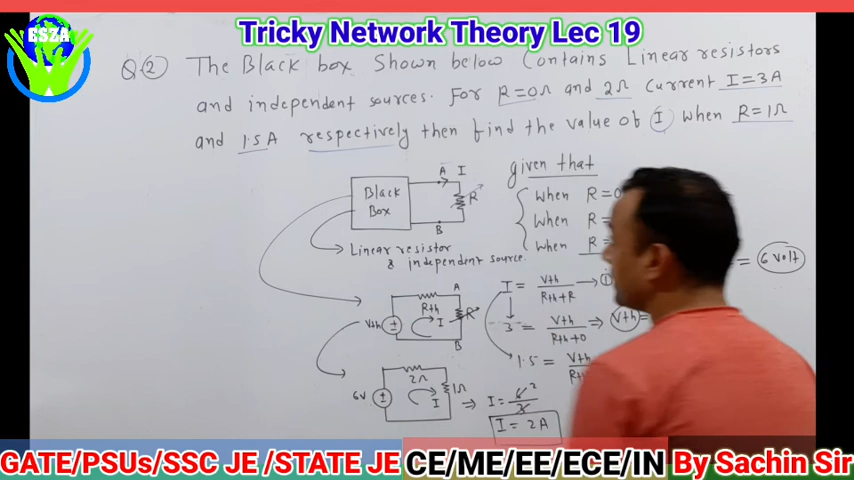 Tricky Network Theory Lec 19
ESZA
Q.② The Black box shown below Contains Linear resistors
and independent sources. For R=0Ω and 2Ω current I=3A
and 1.5A respectively then find the value of I when R=1Ω
given that
when R=0
when R=
when R=
Black
Box
A I
R
B
Linear resistor
& independent source.
A
Rth
Vth
I
R
B
I = Vth/(Rth+R) → ①
3 = Vth/(Rth+0) → Vth =
1.5 = Vth/
= 6 volt
2Ω
6V
I
1Ω
⇒ I = 6/3 2
I = 2A
GATE/PSUs/SSC JE /STATE JE CE/ME/EE/ECE/IN By Sachin Sir